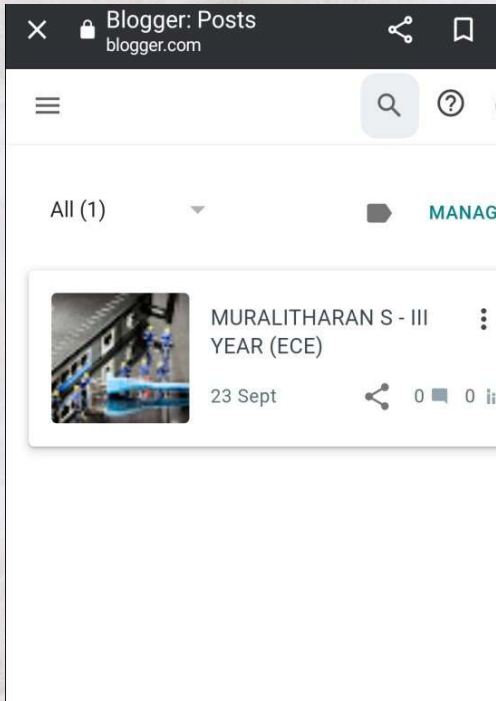 Blogger: Posts
blogger.com
All (1)
MANAG
MURALITHARAN S - III
YEAR (ECE)
23 Sept
0
0